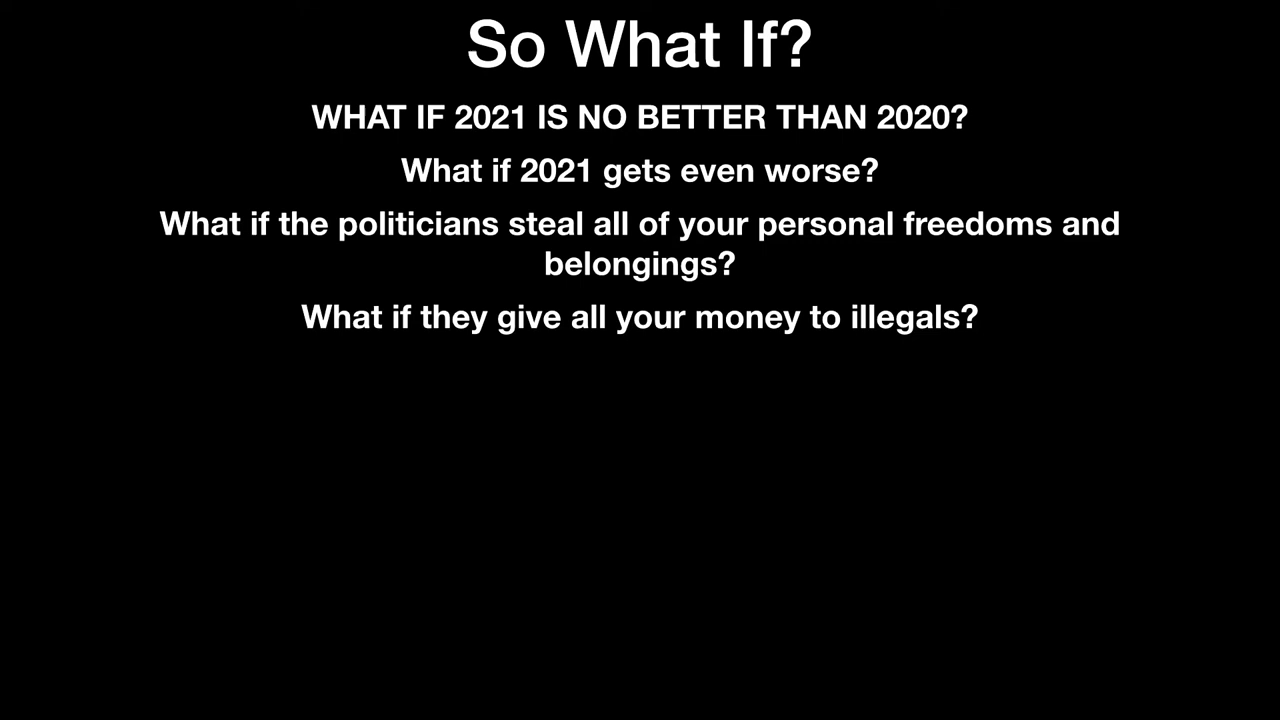 So What If?
WHAT IF 2021 IS NO BETTER THAN 2020?
What if 2021 gets even worse?
What if the politicians steal all of your personal freedoms and
belongings?
What if they give all your money to illegals?